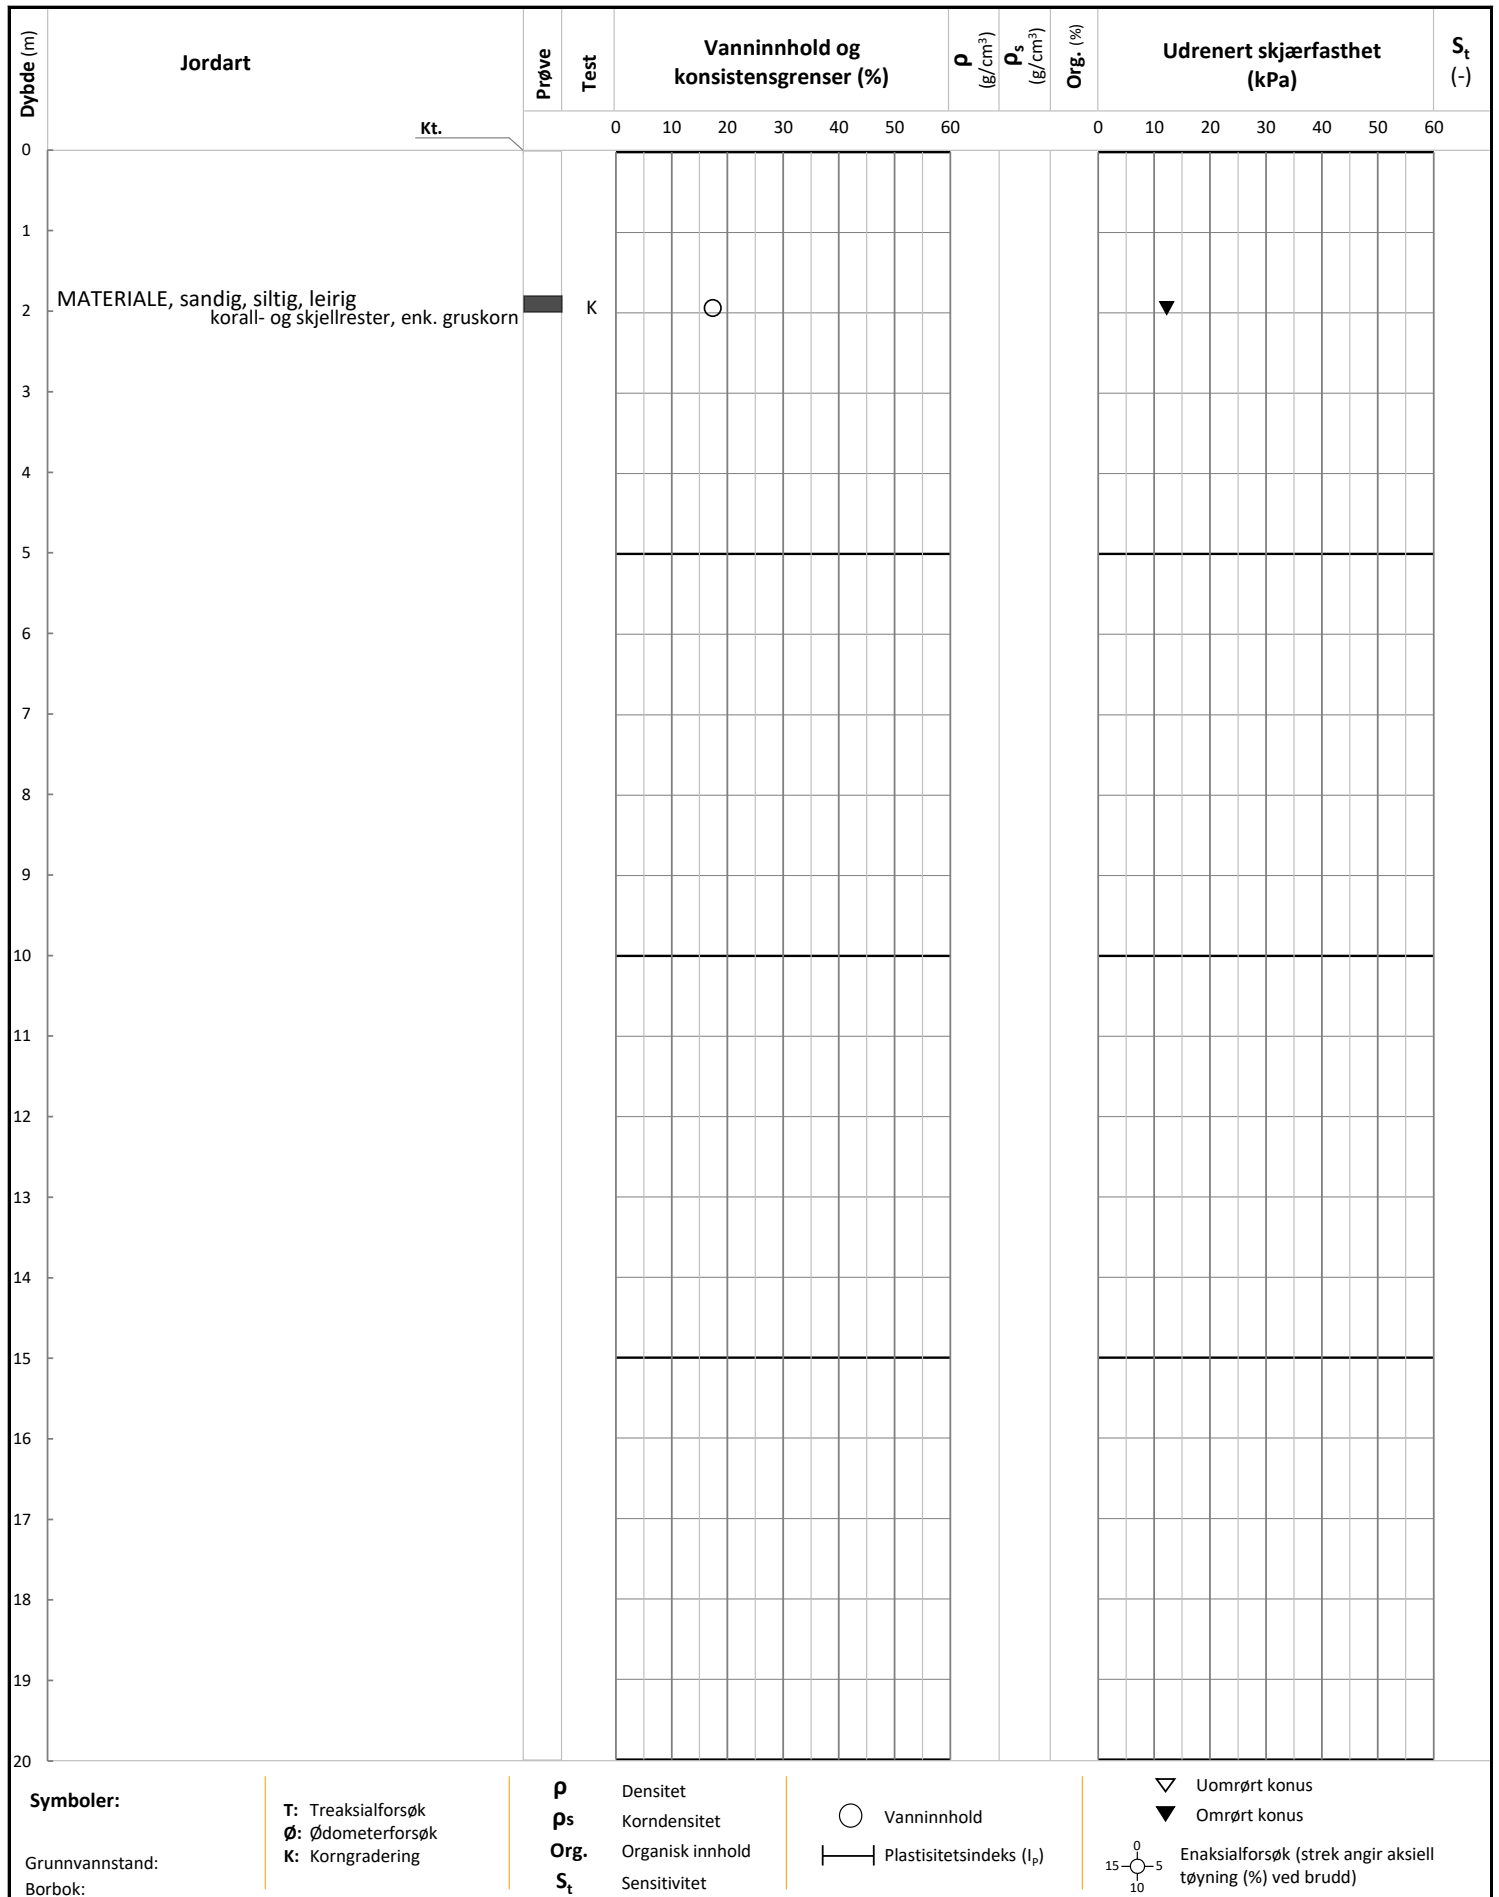 Dybde (m)
Jordart
Kt.
Prøve
Test
Vanninnhold og
konsistensgrenser (%)
0 10 20 30 40 50 60
ρ (g/cm³)
ρs (g/cm³)
Org. (%)
Udrenert skjærfasthet
(kPa)
0 10 20 30 40 50 60
St
(-)
0
1
MATERIALE, sandig, siltig, leirig
2 korall- og skjellrester, enk. gruskorn K
3
4
5
6
7
8
9
10
11
12
13
14
15
16
17
18
19
20
Symboler:
Grunnvannstand:
Borbok:
T: Treaksialforsøk
Ø: Ødometerforsøk
K: Korngradering
ρ Densitet
ρs Korndensitet
Org. Organisk innhold
St Sensitivitet
Vanninnhold
Plastisitetsindeks (Ip)
Uomrørt konus
Omrørt konus
0
15 5
10
Enaksialforsøk (strek angir aksiell
tøyning (%) ved brudd)